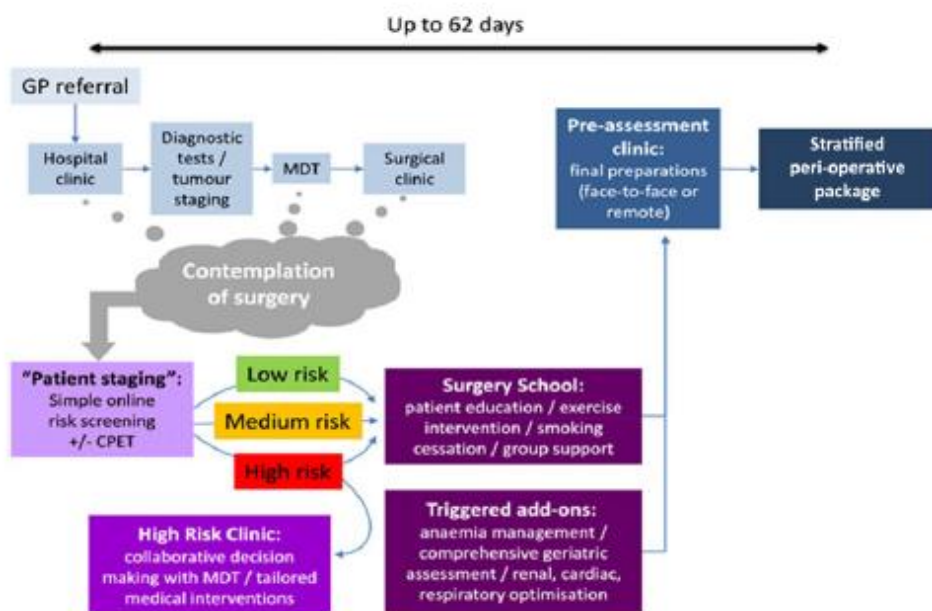 Up to 62 days
GP referral
Hospital
clinic
Diagnostic
tests /
tumour
staging
MDT
Surgical
clinic
Pre-assessment
clinic:
final preparations
(face-to-face or
remote)
Stratified
peri-operative
package
Contemplation
of surgery
"Patient staging":
Simple online
risk screening
+/- CPET
Low risk
Medium risk
High risk
Surgery School:
patient education / exercise
intervention / smoking
cessation / group support
High Risk Clinic:
collaborative decision
making with MDT / tailored
medical interventions
Triggered add-ons:
anaemia management /
comprehensive geriatric
assessment / renal, cardiac,
respiratory optimisation